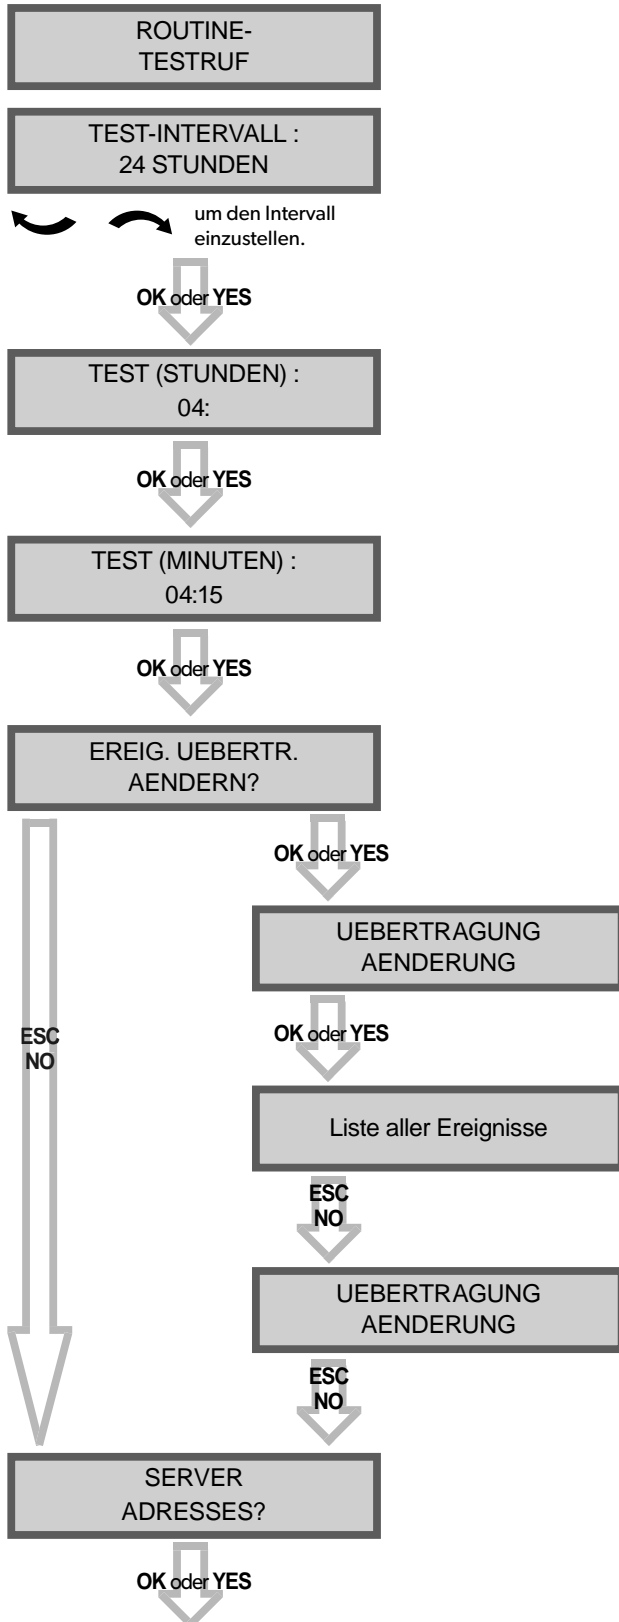 ROUTINE-
TESTRUF
TEST-INTERVALL :
24 STUNDEN
um den Intervall
einzustellen.
OK oder YES
TEST (STUNDEN) :
04:
OK oder YES
TEST (MINUTEN) :
04:15
OK oder YES
EREIG. UEBERTR.
AENDERN?
OK oder YES
UEBERTRAGUNG
AENDERUNG
ESC
NO
OK oder YES
Liste aller Ereignisse
ESC
NO
UEBERTRAGUNG
AENDERUNG
ESC
NO
SERVER
ADRESSES?
OK oder YES